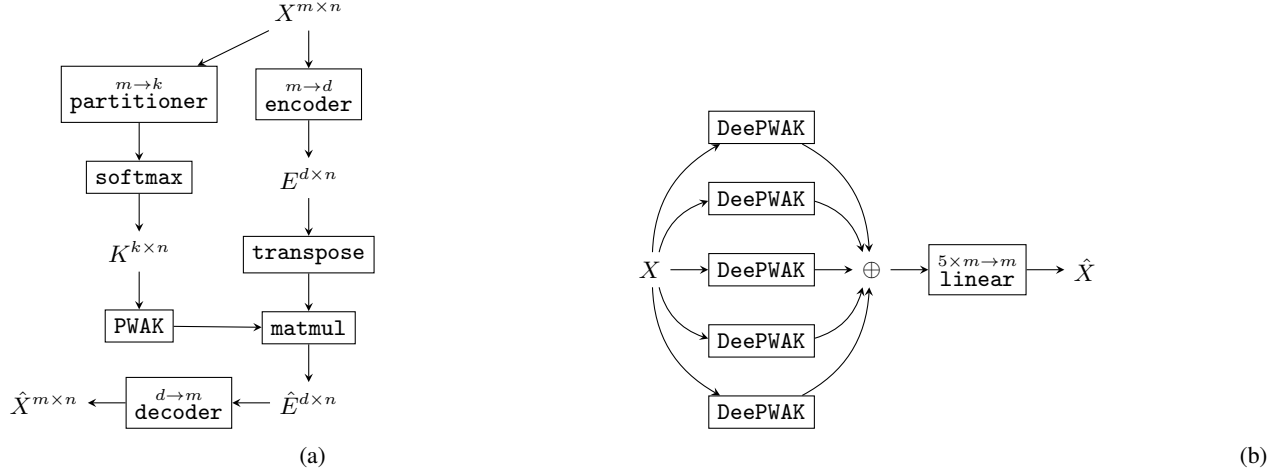 X^{m×n}
m→k
partitioner
m→d
encoder
softmax
E^{d×n}
K^{k×n}
transpose
PWAK
matmul
X̂^{m×n}
d→m
decoder
Ê^{d×n}
(a)
DeePWAK
DeePWAK
X
DeePWAK
⊕
5×m→m
linear
X̂
DeePWAK
DeePWAK
(b)